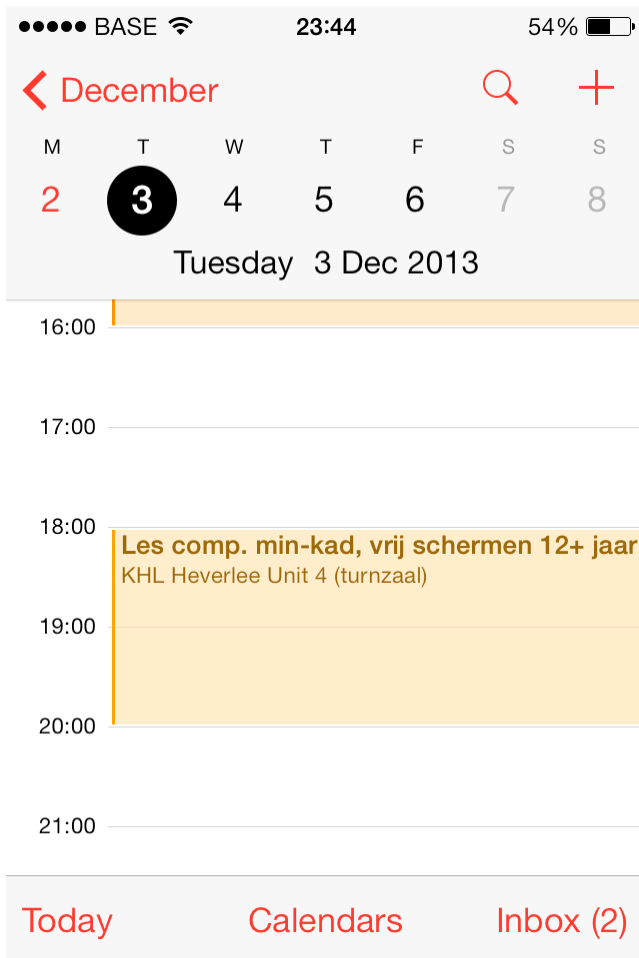 BASE 23:44 54%
December
M T W T F S S
2 3 4 5 6 7 8
Tuesday 3 Dec 2013
16:00
17:00
18:00
Les comp. min-kad, vrij schermen 12+ jaar
KHL Heverlee Unit 4 (turnzaal)
19:00
20:00
21:00
Today Calendars Inbox (2)